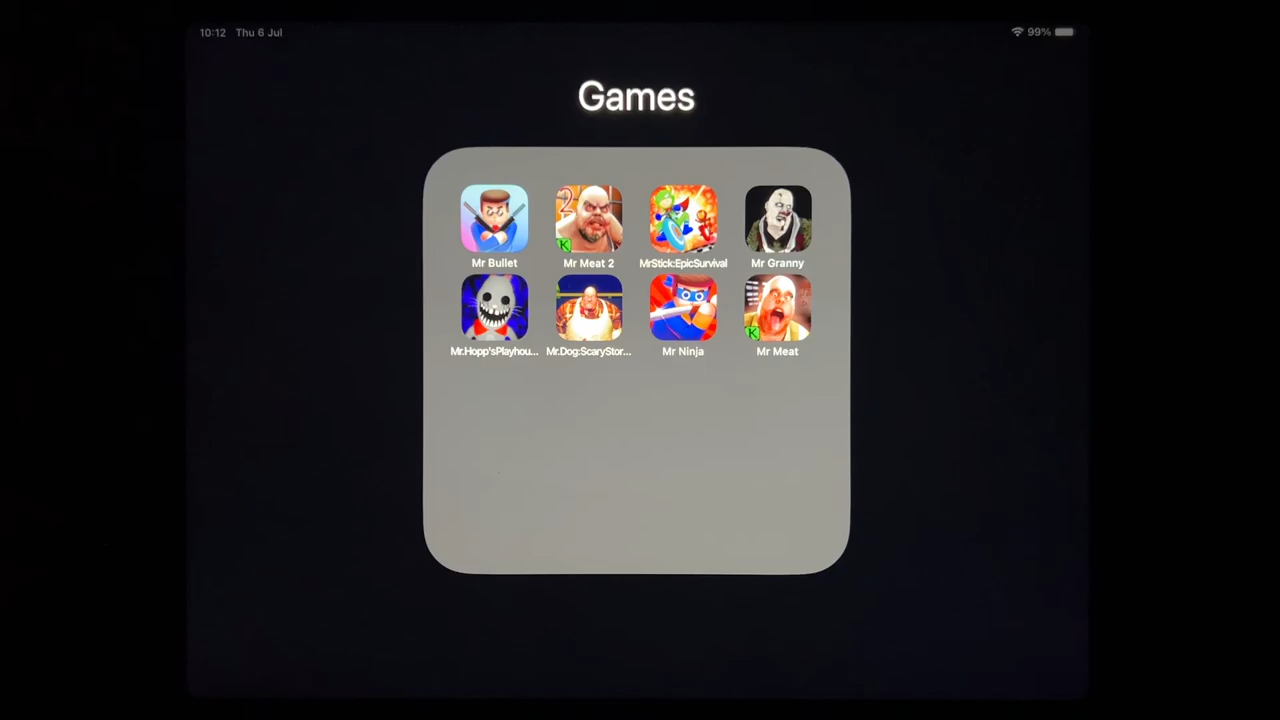 10:12 Thu 6 Jul
99%
Games
Mr Bullet
Mr Meat 2
MrStick:EpicSurvival
Mr Granny
Mr.Hopp'sPlayhou...
Mr.Dog:ScaryStor...
Mr Ninja
Mr Meat
2
K
K